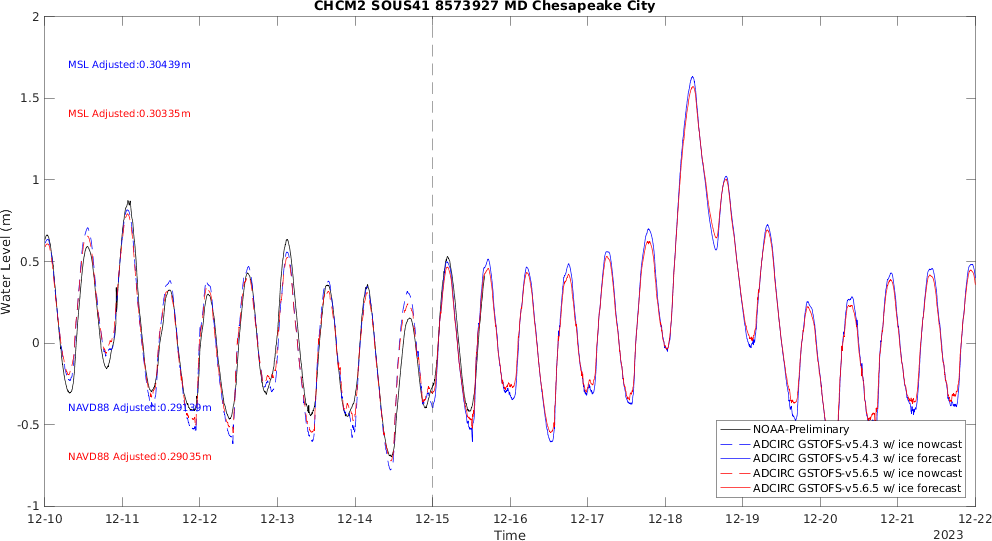 CHCM2 SOUS41 8573927 MD Chesapeake City
2
MSL Adjusted:0.30439m
1.5
MSL Adjusted:0.30335m
1
0.5
Water Level (m)
0
NAVD88 Adjusted:0.29139m
-0.5
NAVD88 Adjusted:0.29035m
-1
NOAA-Preliminary
ADCIRC GSTOFS-v5.4.3 w/ ice nowcast
ADCIRC GSTOFS-v5.4.3 w/ ice forecast
ADCIRC GSTOFS-v5.6.5 w/ ice nowcast
ADCIRC GSTOFS-v5.6.5 w/ ice forecast
12-10 12-11 12-12 12-13 12-14 12-15 12-16 12-17 12-18 12-19 12-20 12-21 12-22
Time
2023